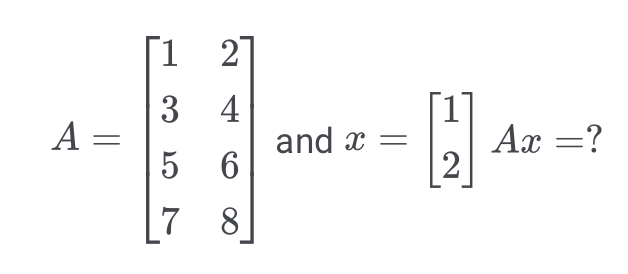 A = [1 2
3 4
5 6
7 8] and x = [1
2] Ax =?